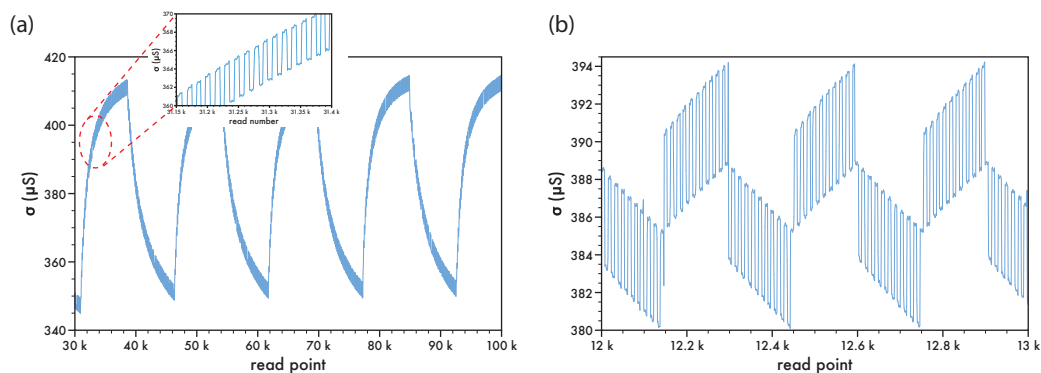 (a)
420
400
380
360
340
σ (μS)
30 k
40 k
50 k
60 k
70 k
80 k
90 k
100 k
read point
370
368
366
364
362
360
σ (μS)
31.15 k
31.2 k
31.25 k
31.3 k
31.35 k
31.4 k
read number
(b)
394
392
390
388
386
384
382
380
σ (μS)
12 k
12.2 k
12.4 k
12.6 k
12.8 k
13 k
read point